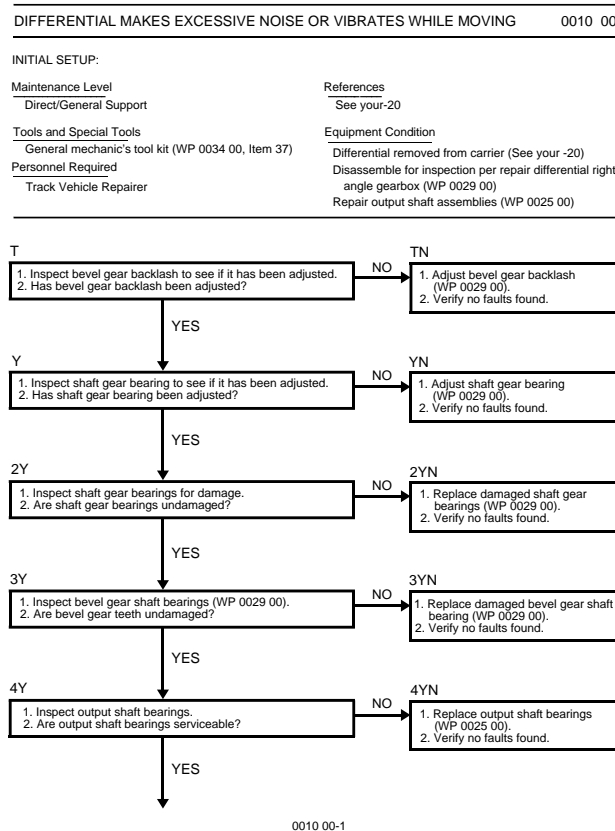 DIFFERENTIAL MAKES EXCESSIVE NOISE OR VIBRATES WHILE MOVING 0010 00
INITIAL SETUP:
Maintenance Level
Direct/General Support
Tools and Special Tools
General mechanic's tool kit (WP 0034 00, Item 37)
Personnel Required
Track Vehicle Repairer
References
See your-20
Equipment Condition
Differential removed from carrier (See your -20)
Disassemble for inspection per repair differential right
angle gearbox (WP 0029 00)
Repair output shaft assemblies (WP 0025 00)
T
1. Inspect bevel gear backlash to see if it has been adjusted.
2. Has bevel gear backlash been adjusted?
NO
TN
1. Adjust bevel gear backlash
(WP 0029 00).
2. Verify no faults found.
YES
Y
1. Inspect shaft gear bearing to see if it has been adjusted.
2. Has shaft gear bearing been adjusted?
NO
YN
1. Adjust shaft gear bearing
(WP 0029 00).
2. Verify no faults found.
YES
2Y
1. Inspect shaft gear bearings for damage.
2. Are shaft gear bearings undamaged?
NO
2YN
1. Replace damaged shaft gear
bearings (WP 0029 00).
2. Verify no faults found.
YES
3Y
1. Inspect bevel gear shaft bearings (WP 0029 00).
2. Are bevel gear teeth undamaged?
NO
3YN
1. Replace damaged bevel gear shaft
bearing (WP 0029 00).
2. Verify no faults found.
YES
4Y
1. Inspect output shaft bearings.
2. Are output shaft bearings serviceable?
NO
4YN
1. Replace output shaft bearings
(WP 0025 00).
2. Verify no faults found.
YES
0010 00-1